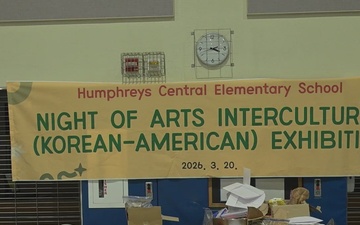 Humphreys Central Elementary School
NIGHT OF ARTS INTERCULTUR
(KOREAN-AMERICAN) EXHIBITI
2026. 3. 20.